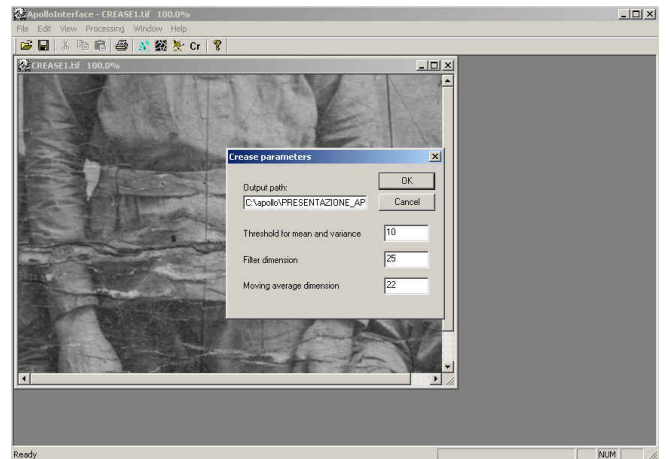 ApolloInterface - CREASE1.tif 100.0%
File Edit View Processing Window Help
Cr
CREASE1.tif 100.0%
Crease parameters
Output path:
OK
C:\apollo\PRESENTAZIONE_AP
Cancel
Threshold for mean and variance
10
Filter dimension
25
Moving average dimension
22
Ready
NUM